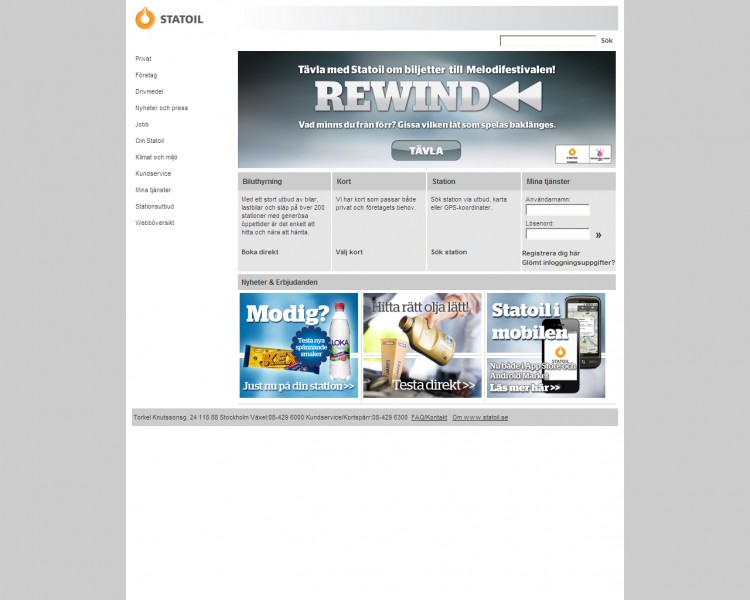 STATOIL
Sök
Privat
Företag
Drivmedel
Nyheter och press
Jobb
Om Statoil
Klimat och miljö
Kundservice
Mina tjänster
Stationsutbud
Webböversikt
Tävla med Statoil om biljetter till Melodifestivalen!
REWIND
Vad minns du från förr? Gissa vilken låt som spelas baklänges.
TÄVLA
STATOIL
Biluthyrning
Med ett stort utbud av bilar,
lastbilar och släp på över 200
stationer med generösa
öppettider är det enkelt att
hitta och nära att hämta.
Boka direkt
Kort
Vi har kort som passar både
privat och företagets behov.
Välj kort
Station
Sök station via utbud, karta
eller GPS-koordinater.
Sök station
Mina tjänster
Användarnamn:
Lösenord:
»
Registrera dig här
Glömt inloggningsuppgifter?
Nyheter & Erbjudanden
Modig?
Testa nya
spännande
smaker
KEX
LOKA
Just nu på din station >>
Hitta rätt olja lätt!
Testa direkt >>
Statoil i
mobilen
STATOIL
Nu både i App Store och
Android Market
Läs mer här >>
Torkel Knutssonsg. 24 118 88 Stockholm Växel:08-429 6000 Kundservice/Kortspärr:08-429 6300 FAQ/Kontakt Om www.statoil.se